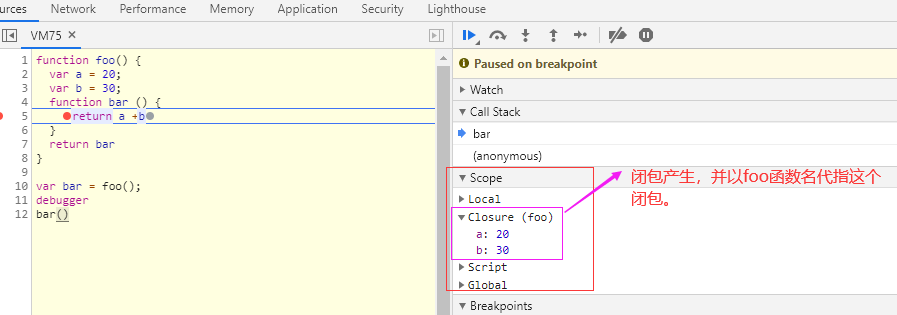 ources Network Performance Memory Application Security Lighthouse
VM75 ×
1 function foo() {
2 var a = 20;
3 var b = 30;
4 function bar () {
5 return a +b
6 }
7 return bar
8 }
9
10 var bar = foo();
11 debugger
12 bar()
Paused on breakpoint
Watch
Call Stack
bar
(anonymous)
Scope
Local
Closure (foo)
a: 20
b: 30
Script
Global
Breakpoints
闭包产生，并以foo函数名代指这个
闭包。